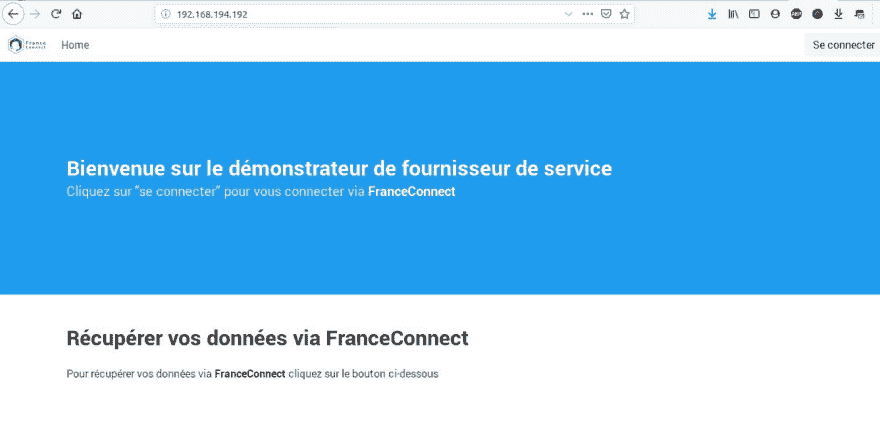 192.168.194.192
France
Connect
Home
Se connecter
Bienvenue sur le démonstrateur de fournisseur de service
Cliquez sur “se connecter” pour vous connecter via FranceConnect
Récupérer vos données via FranceConnect
Pour récupérer vos données via FranceConnect cliquez sur le bouton ci-dessous